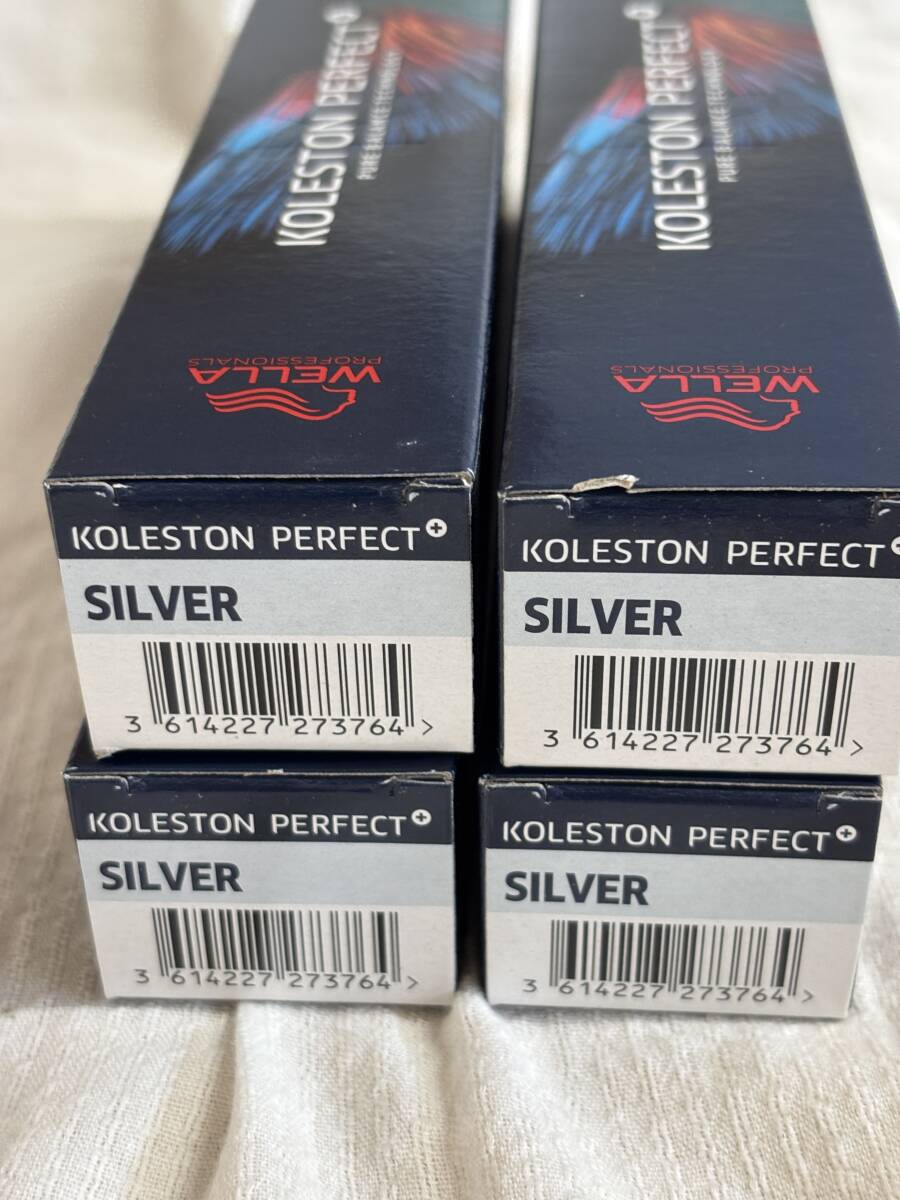 KOLESTON PERFECT+
PURE BALANCE TECHNOLOGY
WELLA
PROFESSIONALS
KOLESTON PERFECT+
SILVER
3 614227 273764 >
KOLESTON PERFECT+
PURE BALANCE TECHNOLOGY
WELLA
PROFESSIONALS
KOLESTON PERFECT+
SILVER
3 614227 273764 >
KOLESTON PERFECT+
SILVER
3 614227 273764 >
KOLESTON PERFECT+
SILVER
3 614227 273764 >